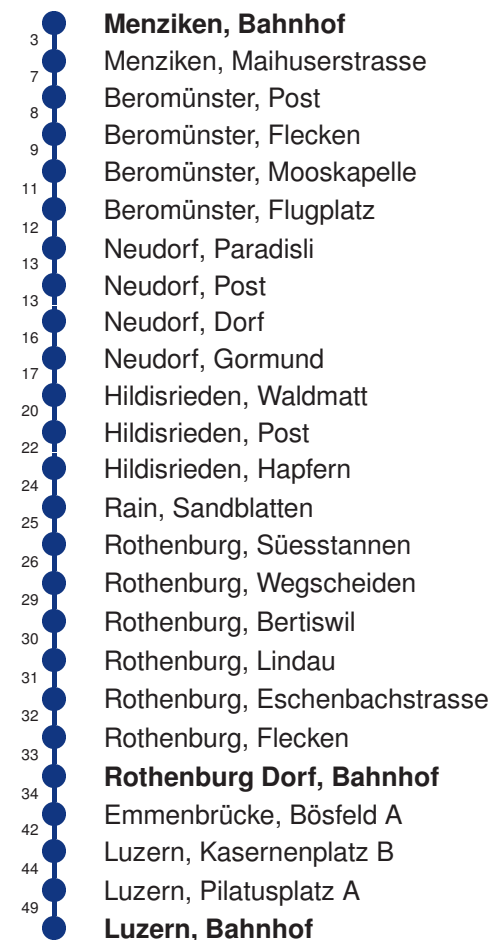 Menziken, Bahnhof
3
Menziken, Maihuserstrasse
7
Beromünster, Post
8
Beromünster, Flecken
9
Beromünster, Mooskapelle
11
Beromünster, Flugplatz
12
Neudorf, Paradisli
13
Neudorf, Post
13
Neudorf, Dorf
16
Neudorf, Gormund
17
Hildisrieden, Waldmatt
20
Hildisrieden, Post
22
Hildisrieden, Hapfern
24
Rain, Sandblatten
25
Rothenburg, Süesstannen
26
Rothenburg, Wegscheiden
29
Rothenburg, Bertiswil
30
Rothenburg, Lindau
31
Rothenburg, Eschenbachstrasse
32
Rothenburg, Flecken
33
Rothenburg Dorf, Bahnhof
34
Emmenbrücke, Bösfeld A
42
Luzern, Kasernenplatz B
44
Luzern, Pilatusplatz A
49
Luzern, Bahnhof